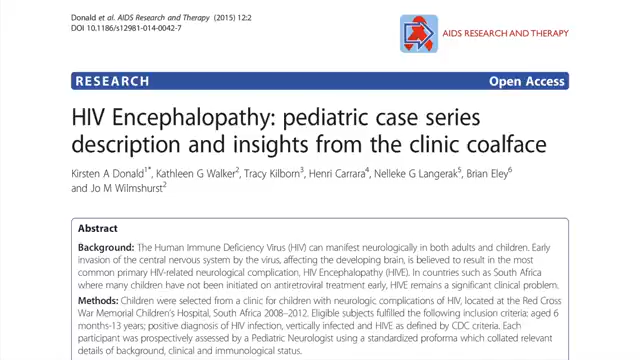 Donald et al. AIDS Research and Therapy (2015) 12:2
DOI 10.1186/s12981-014-0042-7
AIDS RESEARCH AND THERAPY
RESEARCH
Open Access
HIV Encephalopathy: pediatric case series
description and insights from the clinic coalface
Kirsten A Donald1*, Kathleen G Walker2, Tracy Kilborn3, Henri Carrara4, Nelleke G Langerak5, Brian Eley6
and Jo M Wilmshurst2
Abstract
Background: The Human Immune Deficiency Virus (HIV) can manifest neurologically in both adults and children. Early
invasion of the central nervous system by the virus, affecting the developing brain, is believed to result in the most
common primary HIV-related neurological complication, HIV Encephalopathy (HIVE). In countries such as South Africa
where many children have not been initiated on antiretroviral treatment early, HIVE remains a significant clinical problem.
Methods: Children were selected from a clinic for children with neurologic complications of HIV, located at the Red Cross
War Memorial Children's Hospital, South Africa 2008–2012. Eligible subjects fulfilled the following inclusion criteria: aged 6
months-13 years; positive diagnosis of HIV infection, vertically infected and HIVE as defined by CDC criteria. Each
participant was prospectively assessed by a Pediatric Neurologist using a standardized proforma which collated relevant
details of background, clinical and immunological status.